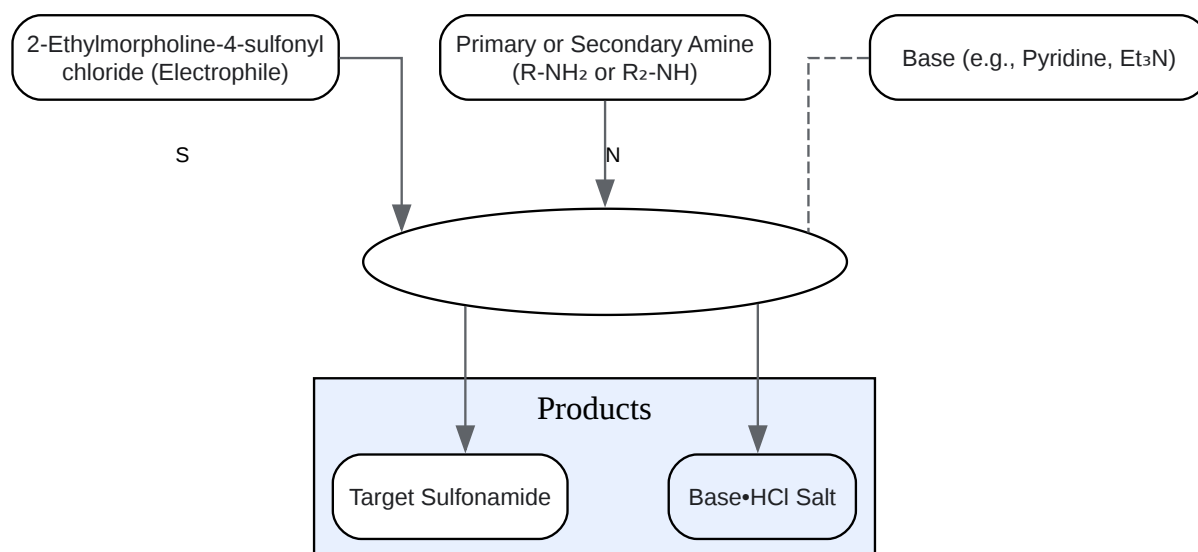 2-Ethylmorpholine-4-sulfonyl
chloride (Electrophile)
Primary or Secondary Amine
(R-NH₂ or R₂-NH)
Base (e.g., Pyridine, Et₃N)
S
N
Products
Target Sulfonamide
Base•HCl Salt